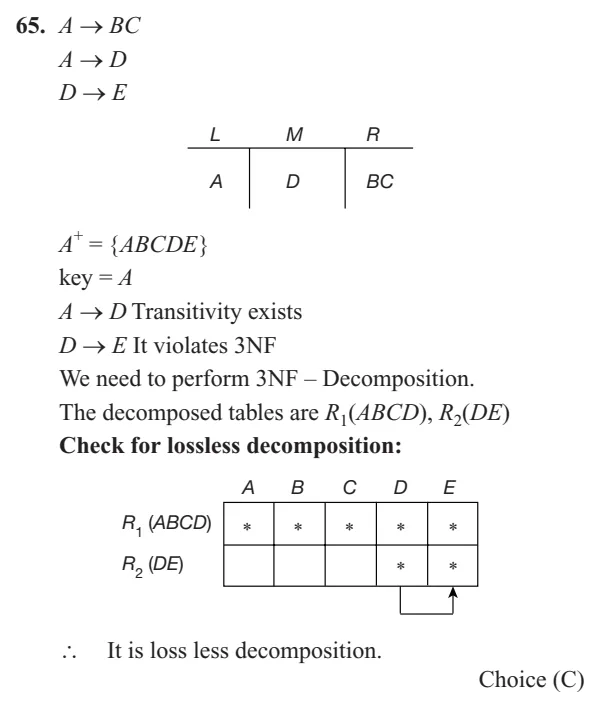 65. A → BC
A → D
D → E
L M R
A D BC
A⁺ = {ABCDE}
key = A
A → D Transitivity exists
D → E It violates 3NF
We need to perform 3NF – Decomposition.
The decomposed tables are R₁(ABCD), R₂(DE)
Check for lossless decomposition:
A B C D E
R₁ (ABCD) * * * * *
R₂ (DE) * *
∴ It is loss less decomposition.
Choice (C)